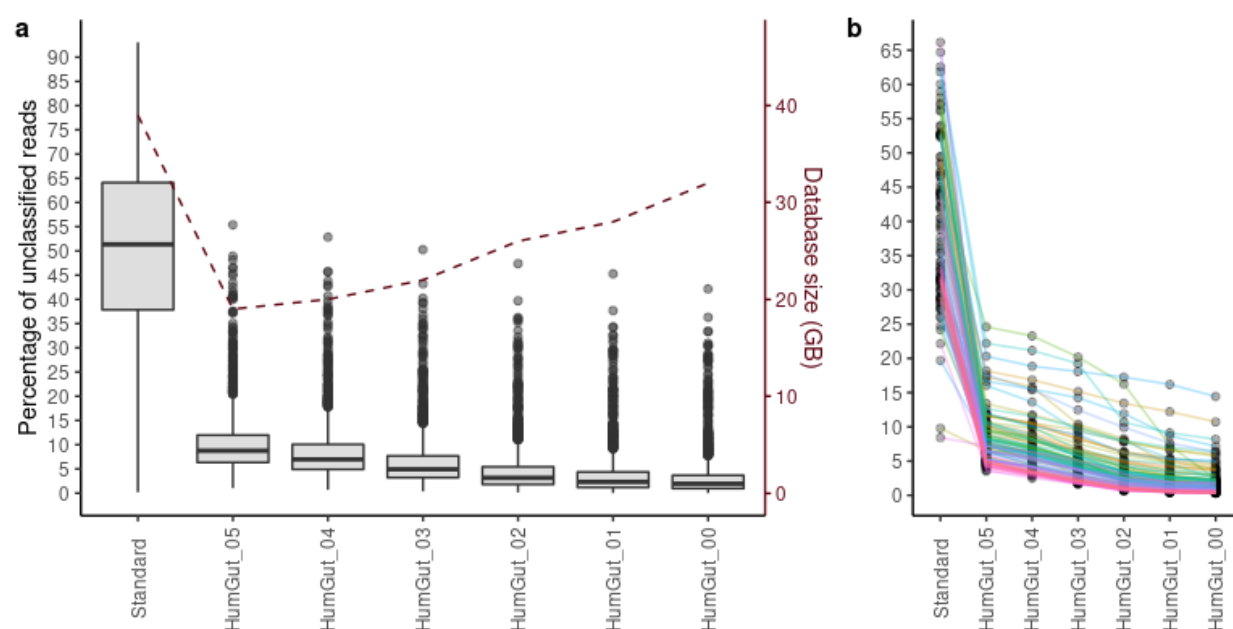 a
Percentage of unclassified reads
90
85
80
75
70
65
60
55
50
45
40
35
30
25
20
15
10
5
0
40
30
20
10
0
Database size (GB)
Standard
HumGut_05
HumGut_04
HumGut_03
HumGut_02
HumGut_01
HumGut_00
b
65
60
55
50
45
40
35
30
25
20
15
10
5
0
Standard
HumGut_05
HumGut_04
HumGut_03
HumGut_02
HumGut_01
HumGut_00